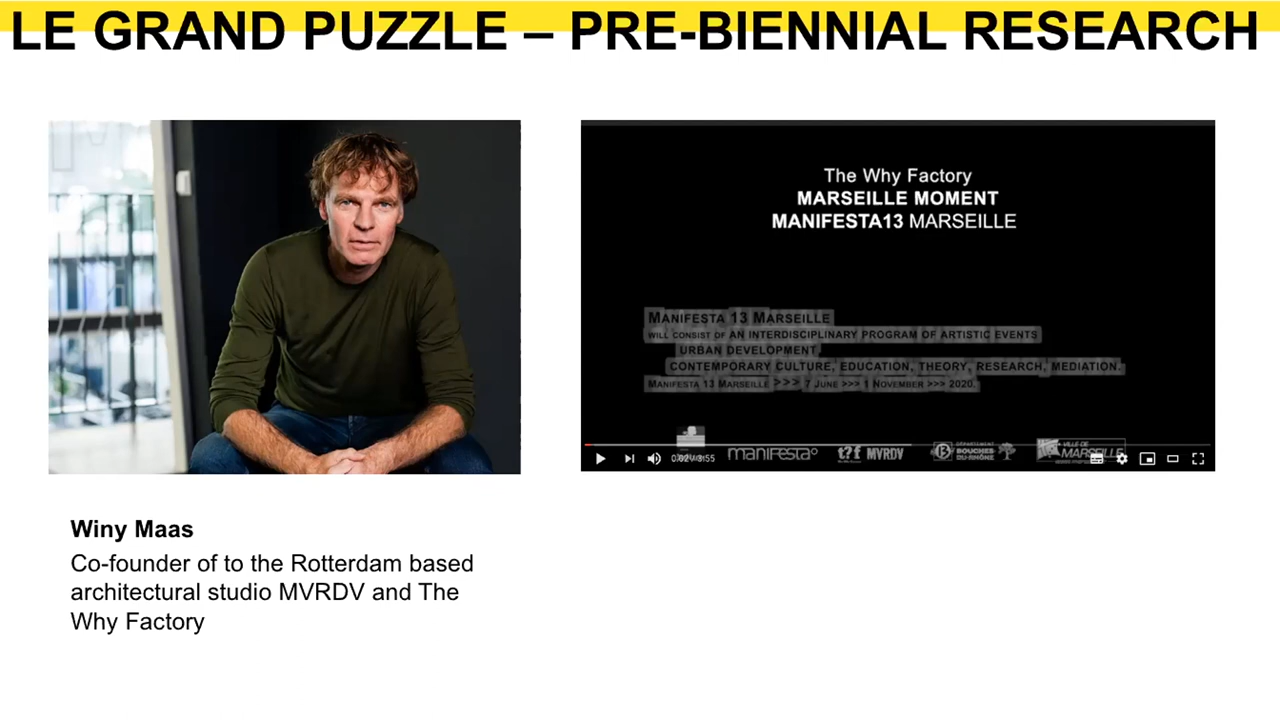 LE GRAND PUZZLE – PRE-BIENNIAL RESEARCH
The Why Factory
MARSEILLE MOMENT
MANIFESTA13 MARSEILLE
MANIFESTA 13 MARSEILLE
WILL CONSIST OF AN INTERDISCIPLINARY PROGRAM OF ARTISTIC EVENTS
URBAN DEVELOPMENT
CONTEMPORARY CULTURE, EDUCATION, THEORY, RESEARCH, MEDIATION.
MANIFESTA 13 MARSEILLE >>> 7 JUNE >>> 1 NOVEMBER >>> 2020.
manifesta
t?f MVRDV
DÉPARTEMENT
BOUCHES
DU-RHÔNE
VILLE DE
MARSEILLE
Winy Maas
Co-founder of to the Rotterdam based
architectural studio MVRDV and The
Why Factory